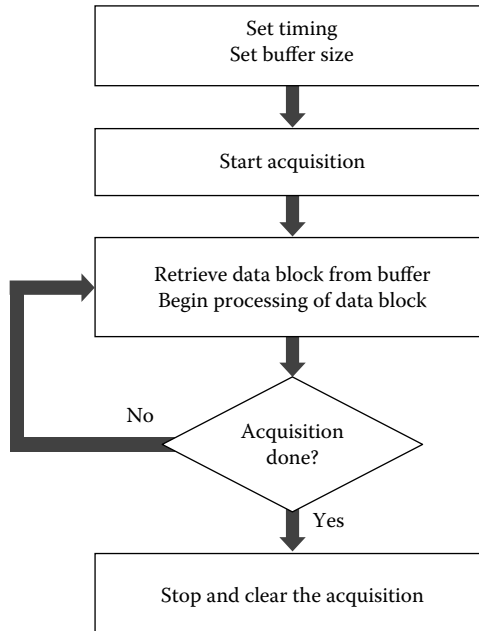 Set timing
Set buffer size
Start acquisition
Retrieve data block from buffer
Begin processing of data block
No
Acquisition
done?
Yes
Stop and clear the acquisition